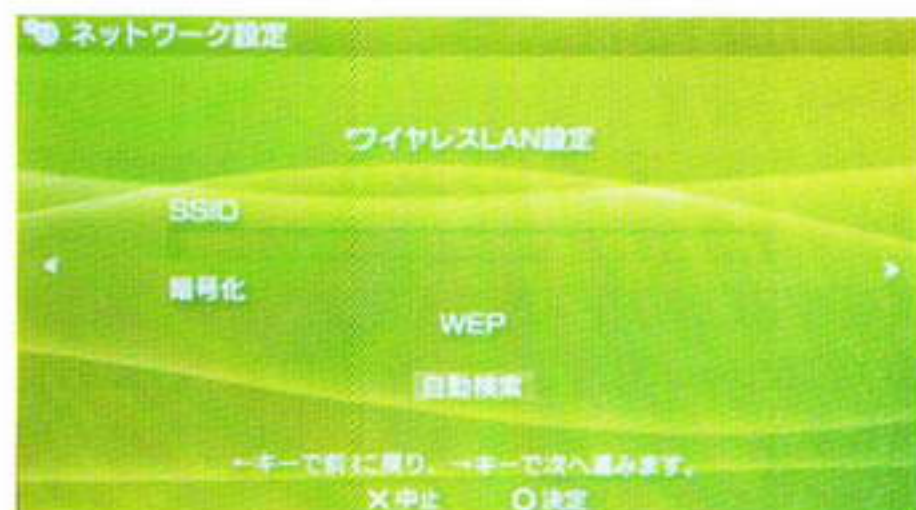 ネットワーク設定
ワイヤレスLAN設定
SSID
暗号化
WEP
自動検索
←キーで前に戻り、→キーで次へ進みます。
×中止 ○決定